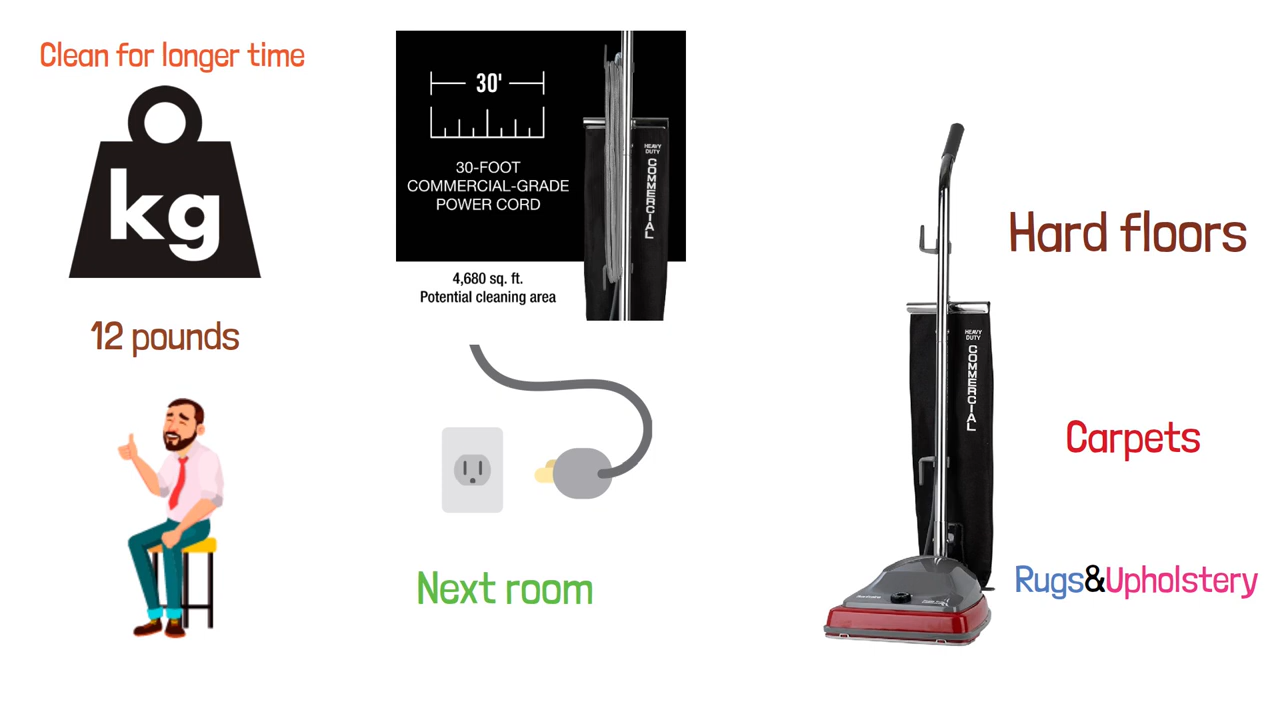 Clean for longer time
kg
12 pounds
30'
30-FOOT
COMMERCIAL-GRADE
POWER CORD
HEAVY
DUTY
COMMERCIAL
4,680 sq. ft.
Potential cleaning area
Next room
HEAVY
DUTY
COMMERCIAL
Hard floors
Carpets
Rugs&Upholstery